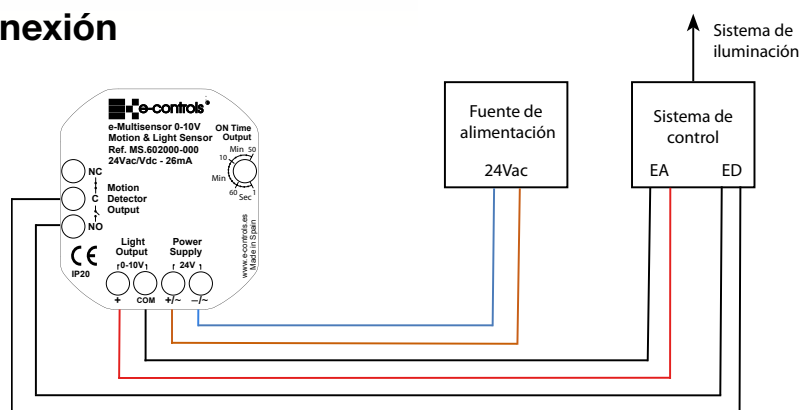 nexión
Sistema de
iluminación
e-controls®
e-Multisensor 0-10V
Motion & Light Sensor
Ref. MS.602000-000
24Vac/Vdc - 26mA
ON Time
Output
Min 50
10
Min
60
Sec
1
NC
C
NO
Motion
Detector
Output
CE
IP20
Light
Output
0-10V
Power
Supply
24V
+
COM
+/~
–/~
www.e-controls.es
Made in Spain
Fuente de
alimentación
24Vac
Sistema de
control
EA
ED